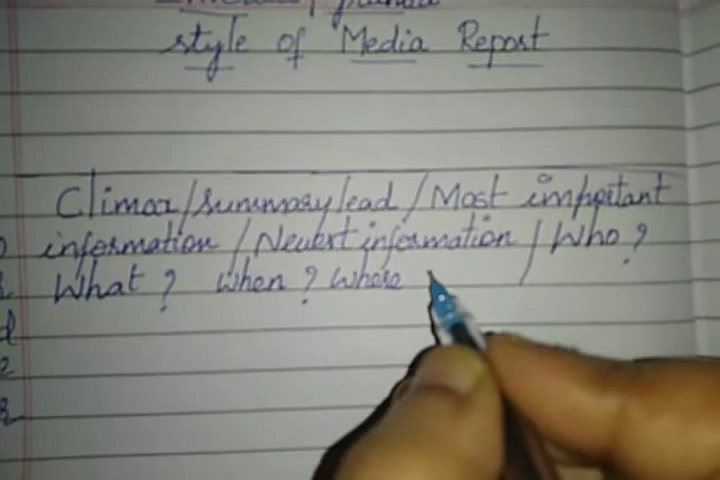 style of Media Report
Climax/summary lead / Most important
information / Newest information / Who?
What? When? Where